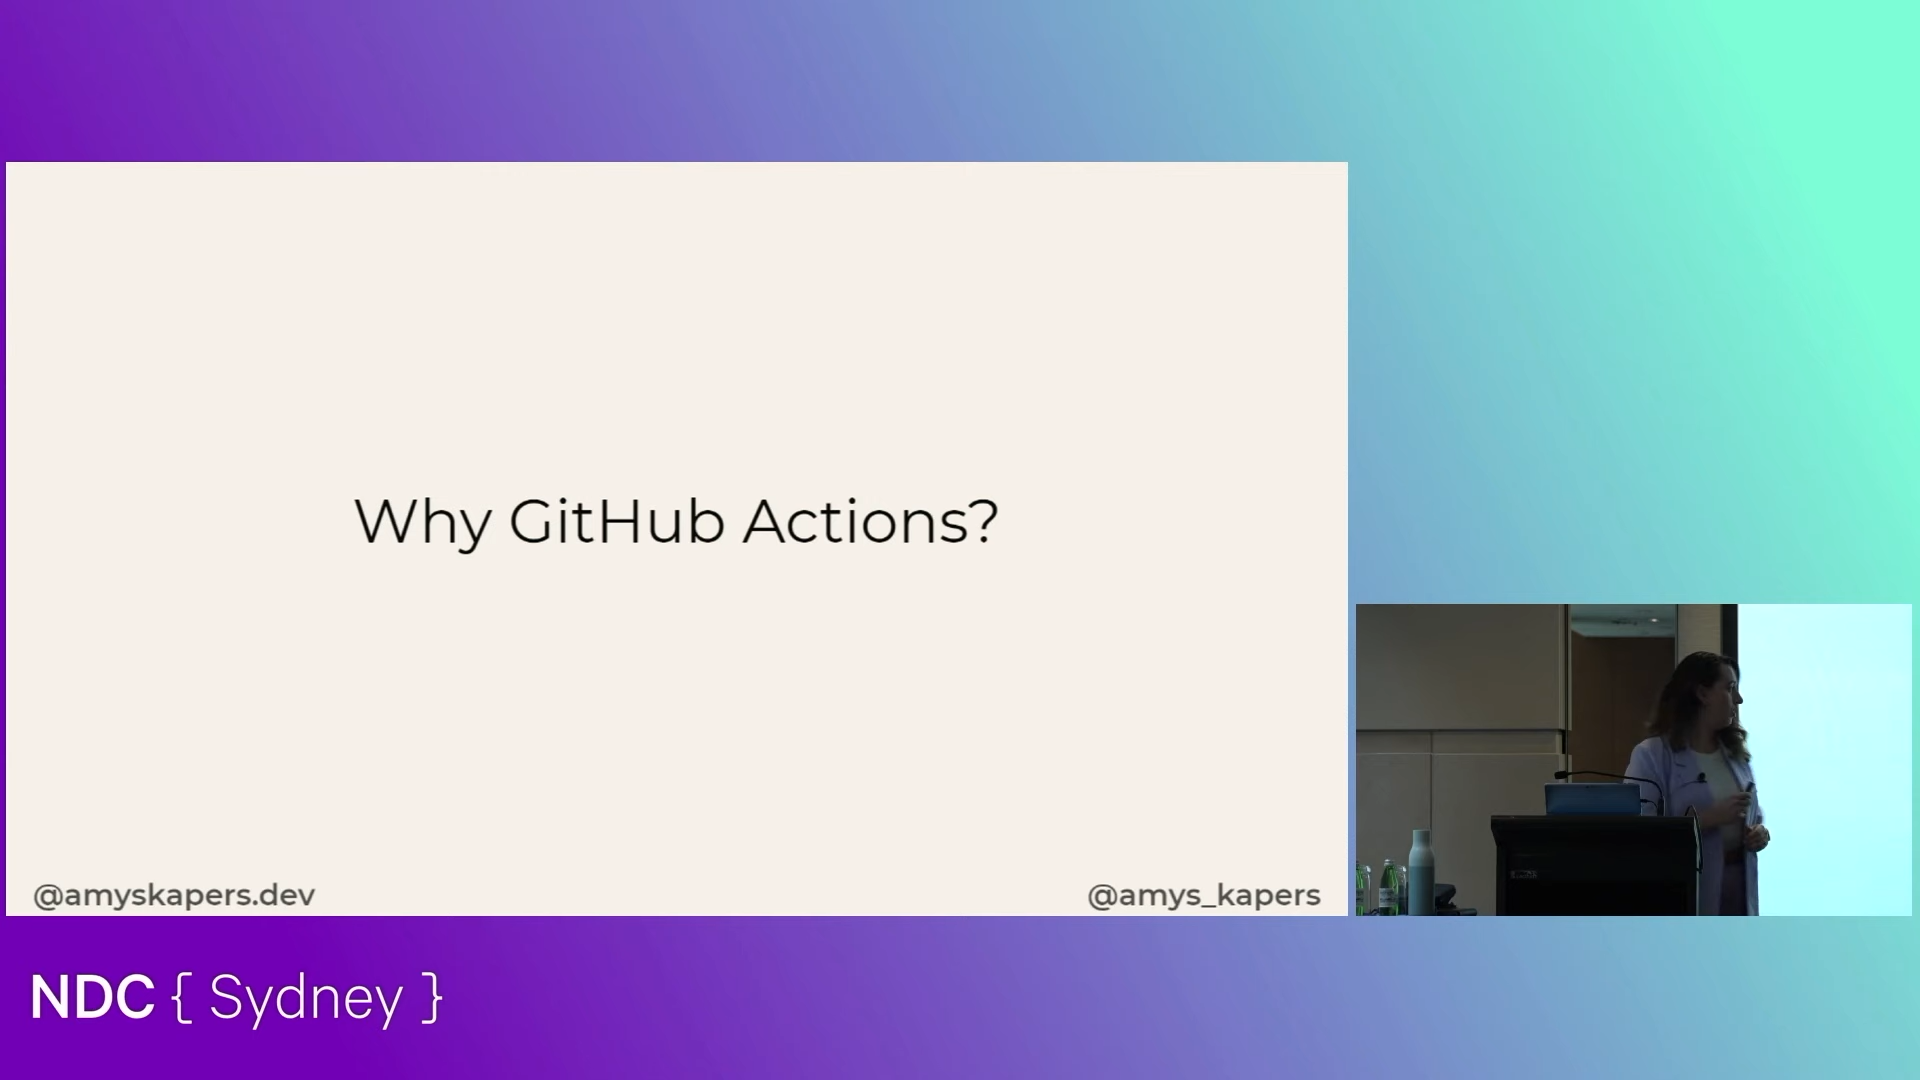 Why GitHub Actions?
@amyskapers.dev
@amys_kapers
NDC { Sydney }